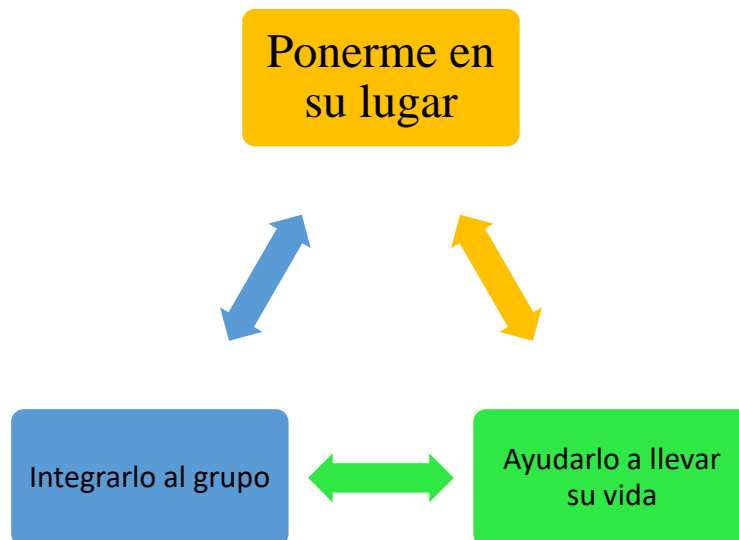 Ponerme en
su lugar
Integrarlo al grupo
Ayudarlo a llevar
su vida